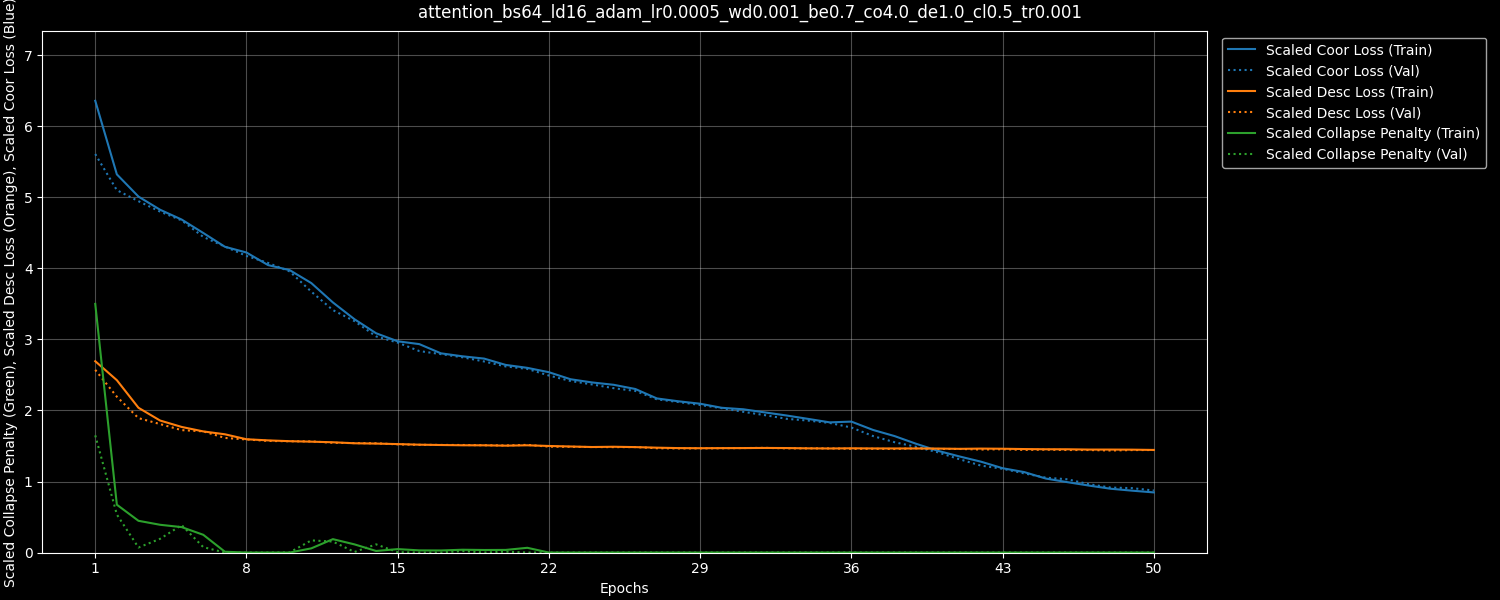 attention_bs64_ld16_adam_lr0.0005_wd0.001_be0.7_co4.0_de1.0_cl0.5_tr0.001
Scaled Collapse Penalty (Green), Scaled Desc Loss (Orange), Scaled Coor Loss (Blue)
7
6
5
4
3
2
1
0
1 8 15 22 29 36 43 50
Epochs
Scaled Coor Loss (Train)
Scaled Coor Loss (Val)
Scaled Desc Loss (Train)
Scaled Desc Loss (Val)
Scaled Collapse Penalty (Train)
Scaled Collapse Penalty (Val)